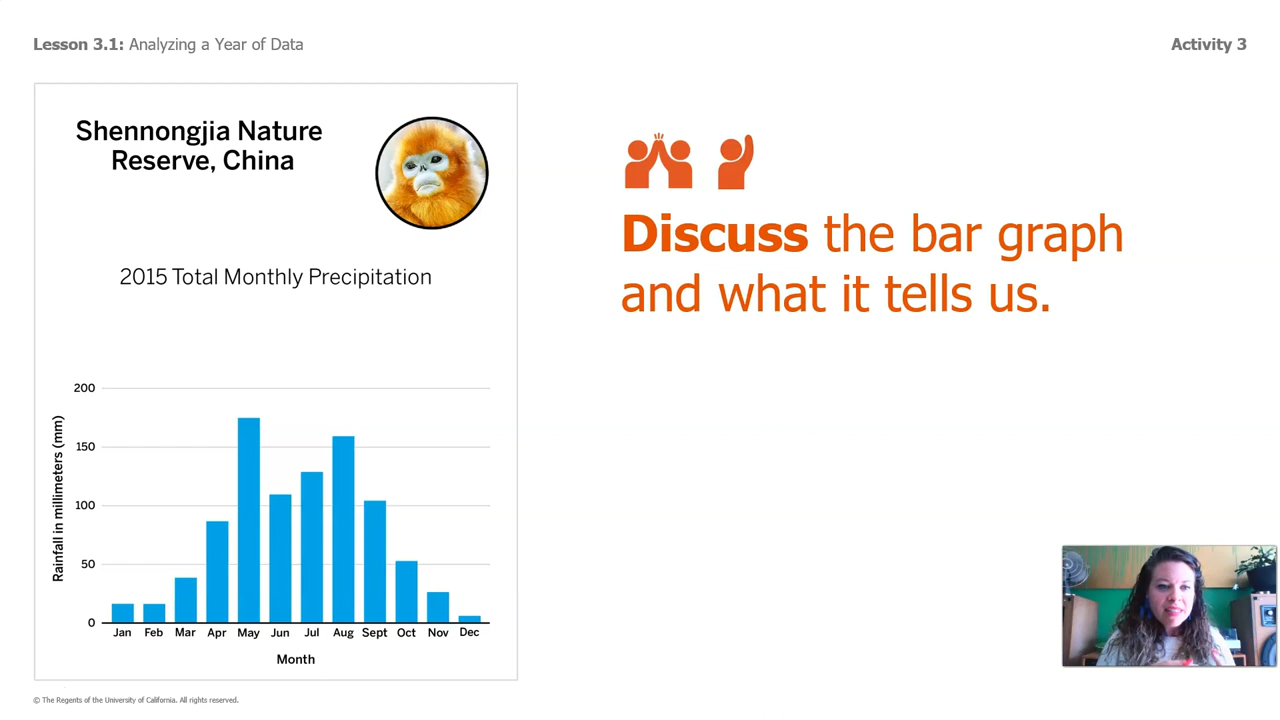 Lesson 3.1: Analyzing a Year of Data
Activity 3
Shennongjia Nature
Reserve, China
2015 Total Monthly Precipitation
Discuss the bar graph
and what it tells us.
200
150
100
50
0
Rainfall in millimeters (mm)
Jan Feb Mar Apr May Jun Jul Aug Sept Oct Nov Dec
Month
© The Regents of the University of California. All rights reserved.